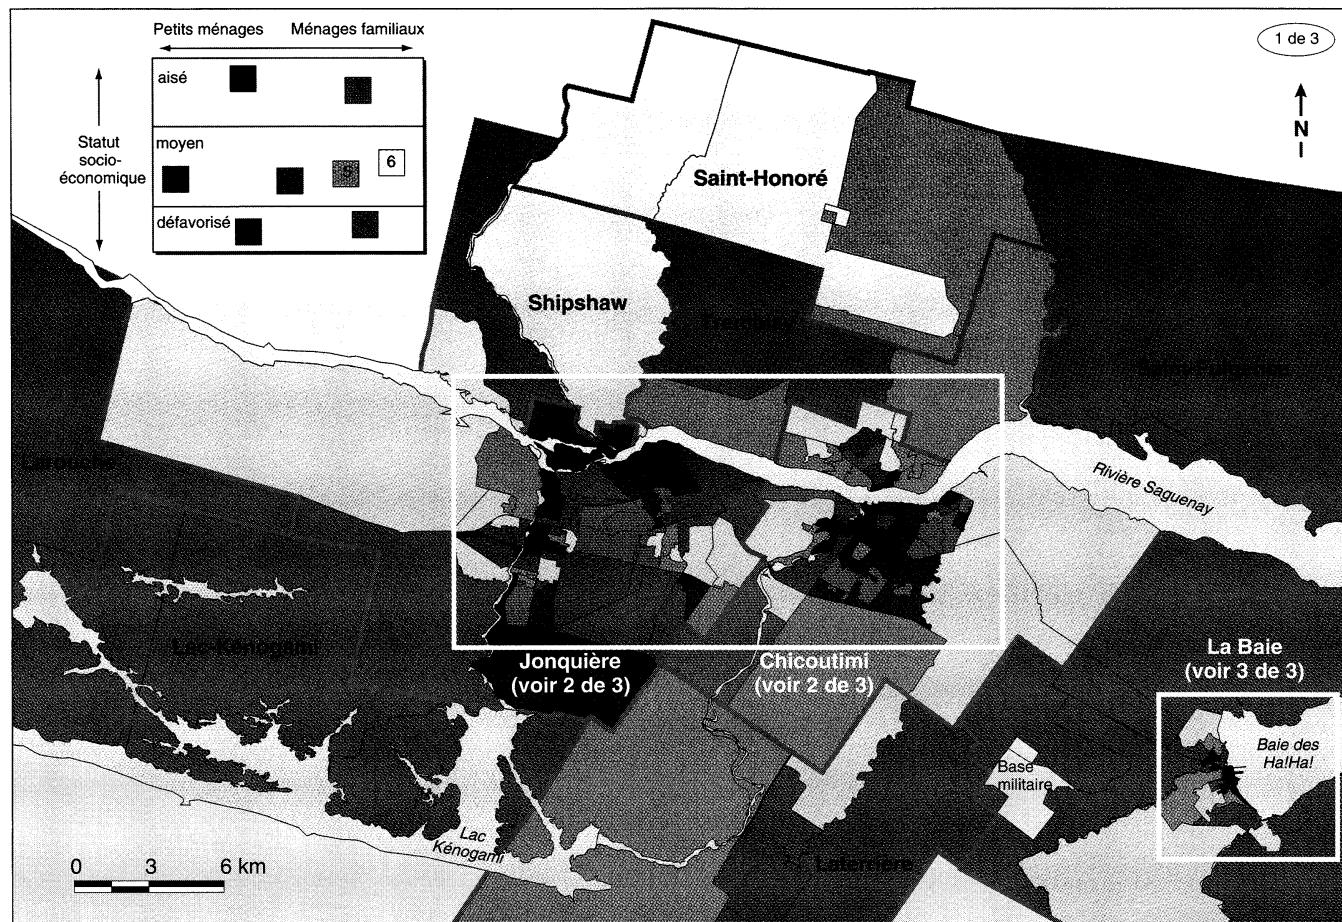 Petits ménages
Ménages familiaux
1 de 3
aisé
N
Statut
socio-
économique
moyen
6
défavorisé
Saint-Honoré
Shipshaw
Tremblay
Saint-Fulgence
Larouche
Rivière Saguenay
Lac-Kénogami
Jonquière
(voir 2 de 3)
Chicoutimi
(voir 2 de 3)
La Baie
(voir 3 de 3)
Baie des
Ha!Ha!
Base
militaire
Lac
Kénogami
Laterrière
0 3 6 km